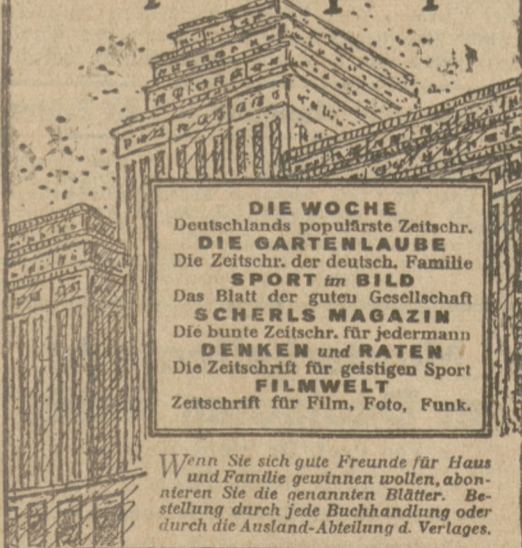 DIE WOCHE
Deutschlands populärste Zeitschr.
DIE GARTENLAUBE
Die Zeitschr. der deutsch. Familie
SPORT im BILD
Das Blatt der guten Gesellschaft
SCHERLS MAGAZIN
Die bunte Zeitschr. für jedermann
DENKEN und RATEN
Die Zeitschrift für geistigen Sport
FILMWELT
Zeitschrift für Film, Foto, Funk.
Wenn Sie sich gute Freunde für Haus
und Familie gewinnen wollen, abon-
nieren Sie die genannten Blätter. Be-
stellung durch jede Buchhandlung oder
durch die Ausland-Abteilung d. Verlages.